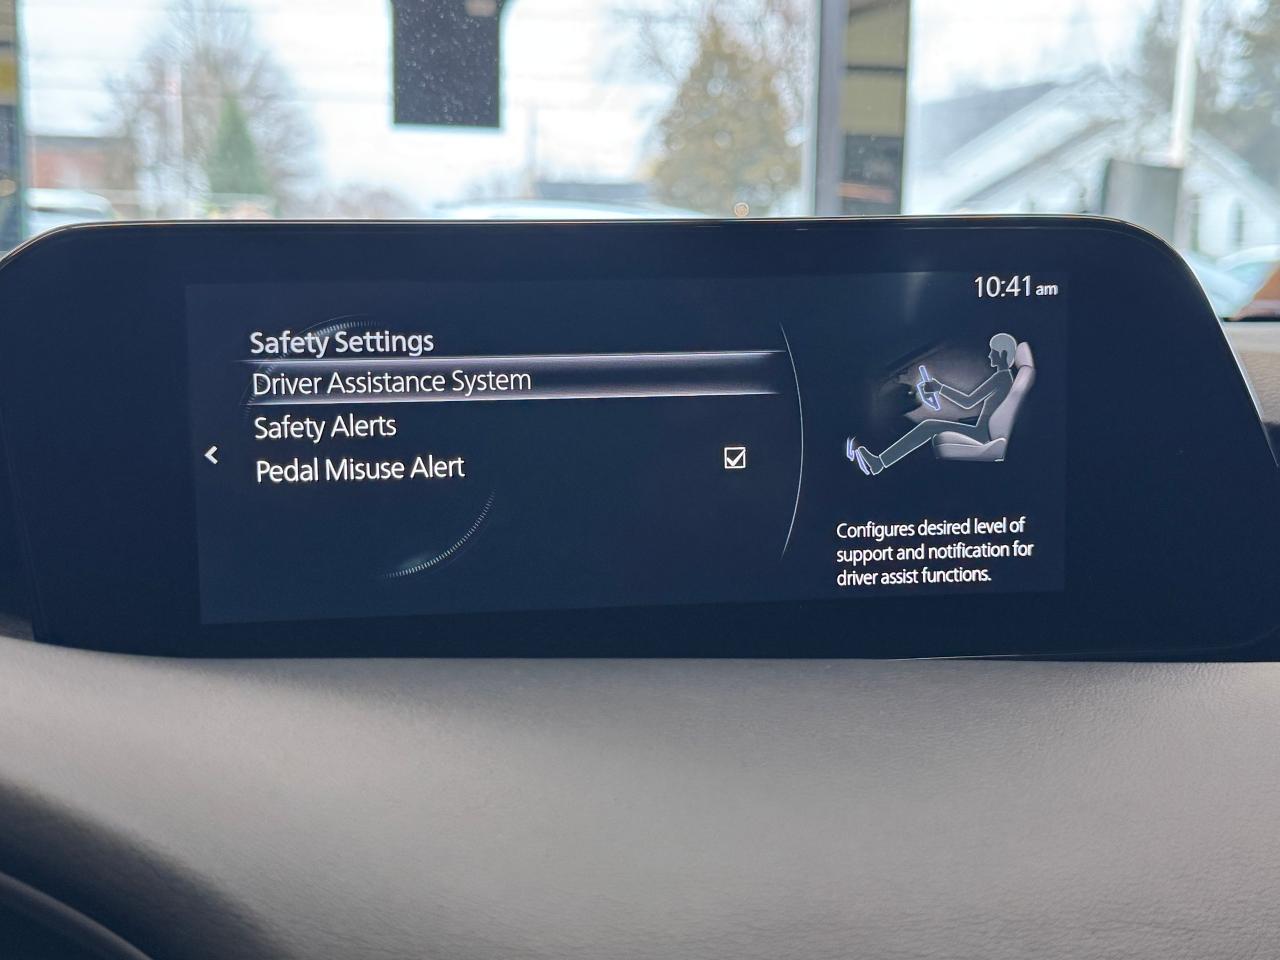 10:41 am
Safety Settings
Driver Assistance System
Safety Alerts
Pedal Misuse Alert
Configures desired level of
support and notification for
driver assist functions.